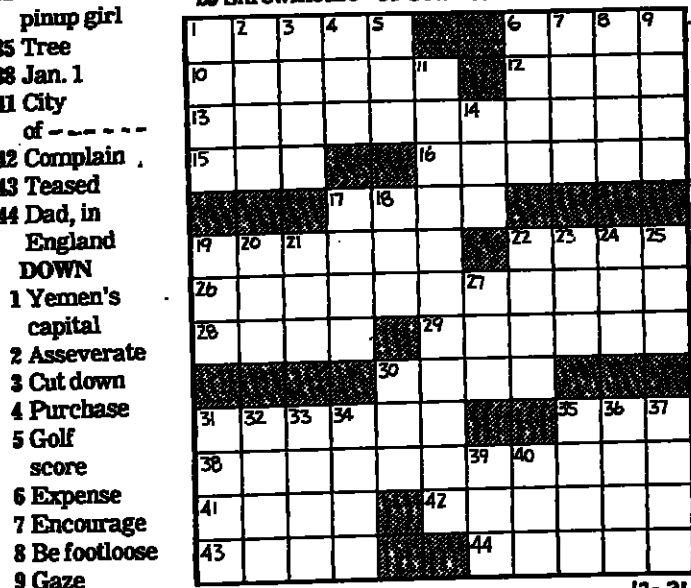 pinup girl
35 Tree
38 Jan. 1
41 City
of ------
42 Complain
43 Teased
44 Dad, in
England
DOWN
1 Yemen's
capital
2 Asseverate
3 Cut down
4 Purchase
5 Golf
score
6 Expense
7 Encourage
8 Be footloose
9 Gaze
1 2 3 4 5 6 7 8 9
10 11 12
13 14
15 16
17 18
19 20 21 22 23 24 25
26 27
28 29
30
31 32 33 34 35 36 37
38 39 40
41 42
43 44